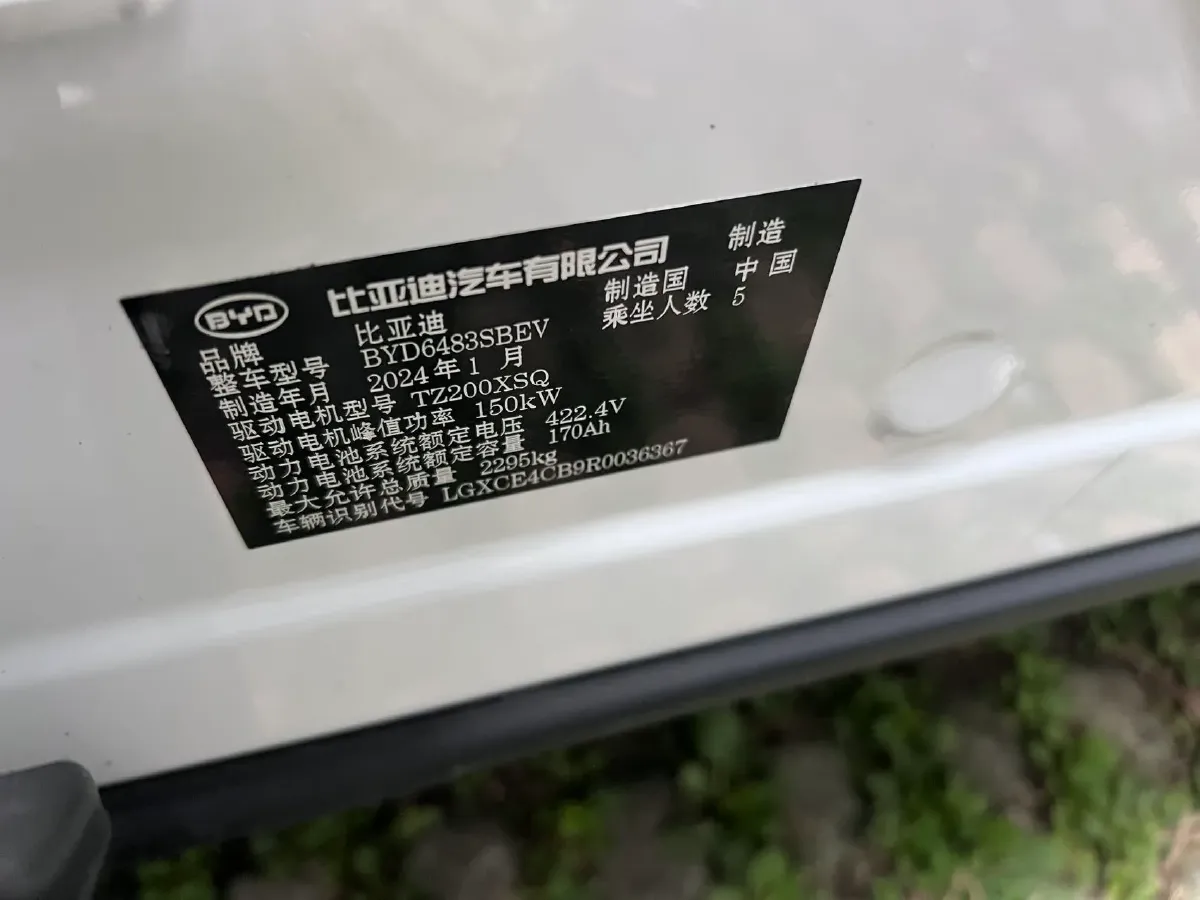 BYD 比亚迪汽车有限公司 制造
品牌 比亚迪 制造国 中国
整车型号 BYD6483SBEV 乘坐人数 5
制造年月 2024年1月
驱动电机型号 TZ200XSQ
驱动电机峰值功率 150kW
动力电池系统额定电压 422.4V
动力电池系统额定容量 170Ah
最大允许总质量 2295kg
车辆识别代号 LGXCE4CB9R0036367